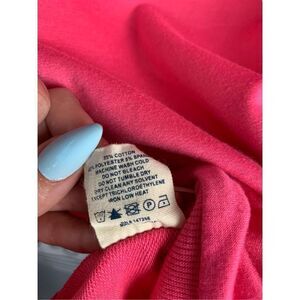 COTTON
POLYESTER 5%
MACHINE WASH COLD
DO NOT BLEACH
DO NOT TUMBLE DRY
DRY CLEAN ANY SOLVENT
EXCEPT TRICHLOROETHYLENE
IRON LOW HEAT
P